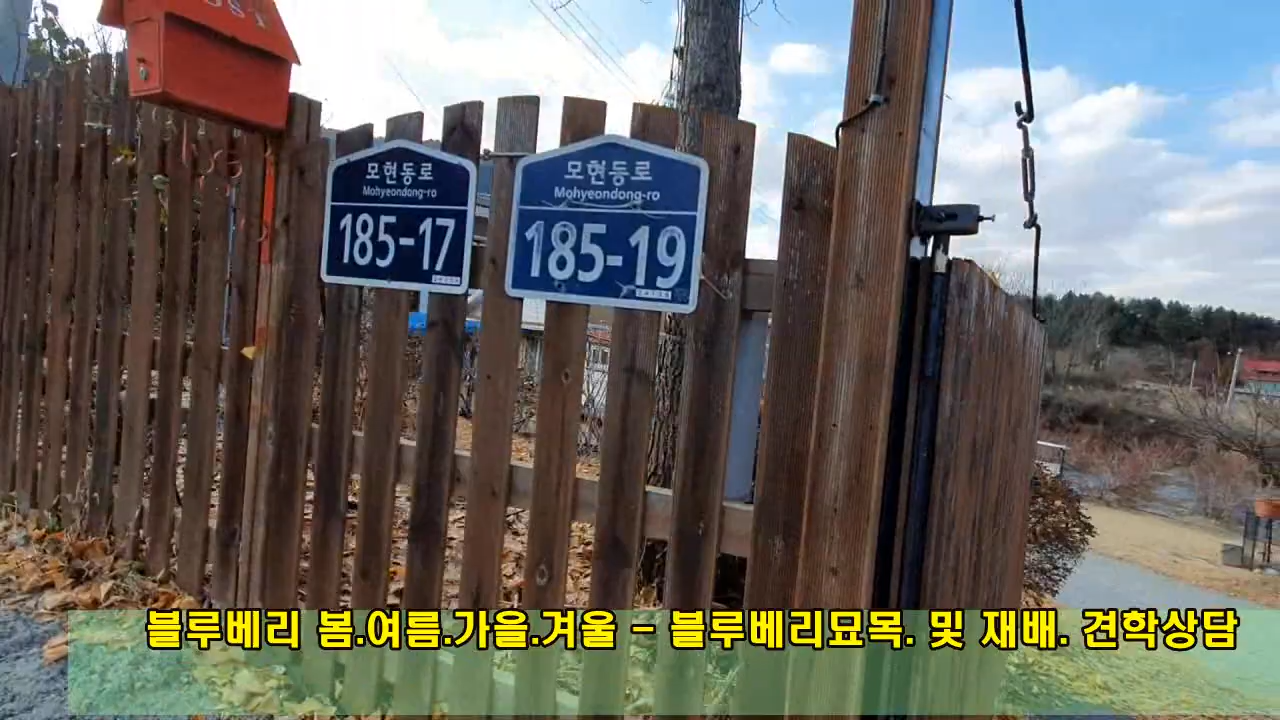 모현동로
Mohyeondong-ro
185-17
모현동로
Mohyeondong-ro
185-19
블루베리 봄.여름.가을.겨울 - 블루베리묘목. 및 재배. 견학상담